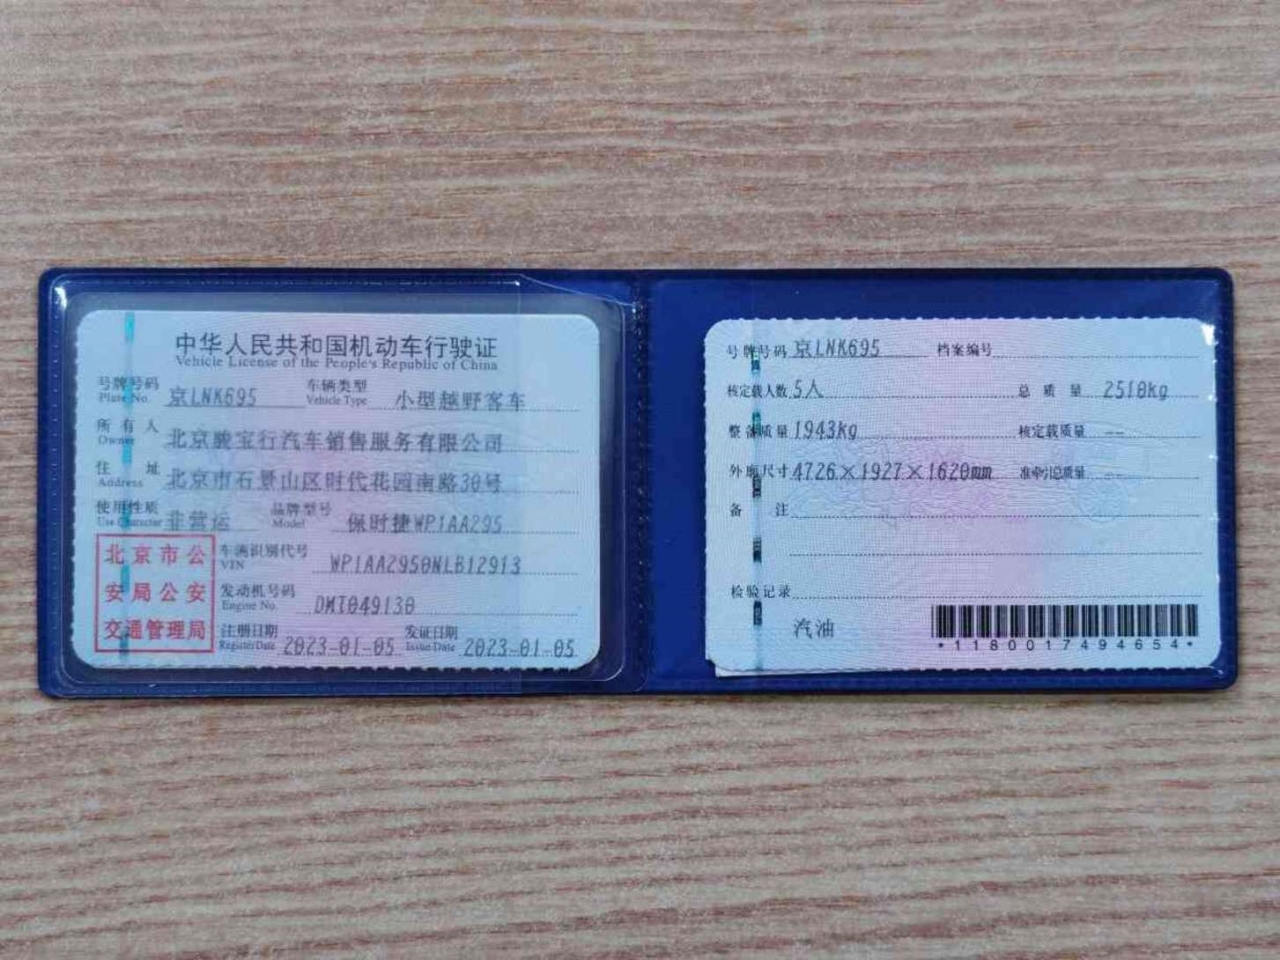 中华人民共和国机动车行驶证
Vehicle License of the People's Republic of China
号牌号码 京LNK695 车辆类型 小型越野客车
Plate No. Vehicle Type
所有人 北京骏宝行汽车销售服务有限公司
Owner
住址 北京市石景山区时代花园南路30号
Address
使用性质 非营运 品牌型号 保时捷WP1AA295
Use Character Model
北京市公
安局公安
交通管理局
车辆识别代号 WP1AA2950NLB12913
VIN
发动机号码 DMT049130
Engine No.
注册日期 2023-01-05 发证日期 2023-01-05
Register Date Issue Date
号牌号码 京LNK695 档案编号
核定载人数 5人 总质量 2510kg
整备质量 1943kg 核定载质量 --
外廓尺寸 4726×1927×1620mm 准牵引总质量 --
备注
检验记录
汽油
*1180017494654*